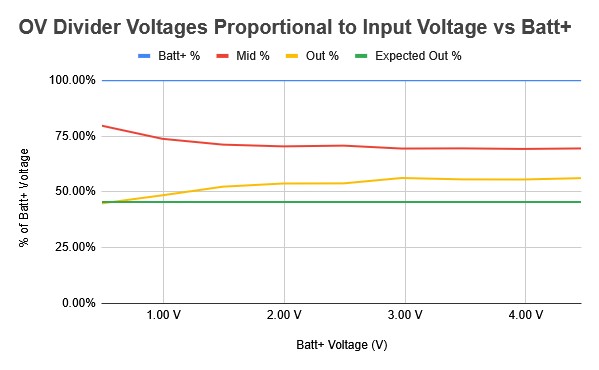 OV Divider Voltages Proportional to Input Voltage vs Batt+
Batt+ % Mid % Out % Expected Out %
100.00%
75.00%
50.00%
25.00%
0.00%
% of Batt+ Voltage
1.00 V 2.00 V 3.00 V 4.00 V
Batt+ Voltage (V)